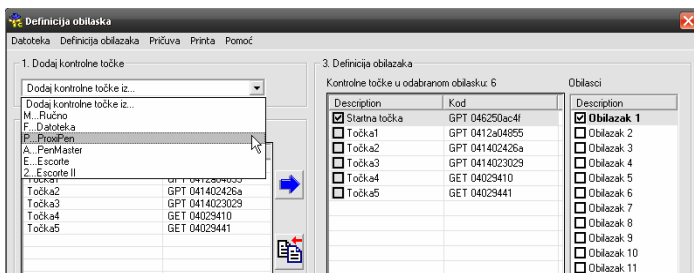 Definicija obilaska
Datoteka Definicija obilazaka Pričuva Printa Pomoć
1. Dodaj kontrolne točke
Dodaj kontrolne točke iz...
Dodaj kontrolne točke iz...
M...Ručno
F...Datoteka
P...ProxiPen
A...PenMaster
E...Escorte
2...Escorte II
Točka1 GPT 0412a04855
Točka2 GPT 041402426a
Točka3 GPT 0414023029
Točka4 GET 04029410
Točka5 GET 04029441
3. Definicija obilazaka
Kontrolne točke u odabranom obilasku: 6
Description Kod
Startna točka GPT 046250ac4f
Točka1 GPT 0412a04855
Točka2 GPT 041402426a
Točka3 GPT 0414023029
Točka4 GET 04029410
Točka5 GET 04029441
Obilasci
Description
Obilazak 1
Obilazak 2
Obilazak 3
Obilazak 4
Obilazak 5
Obilazak 6
Obilazak 7
Obilazak 8
Obilazak 9
Obilazak 10
Obilazak 11